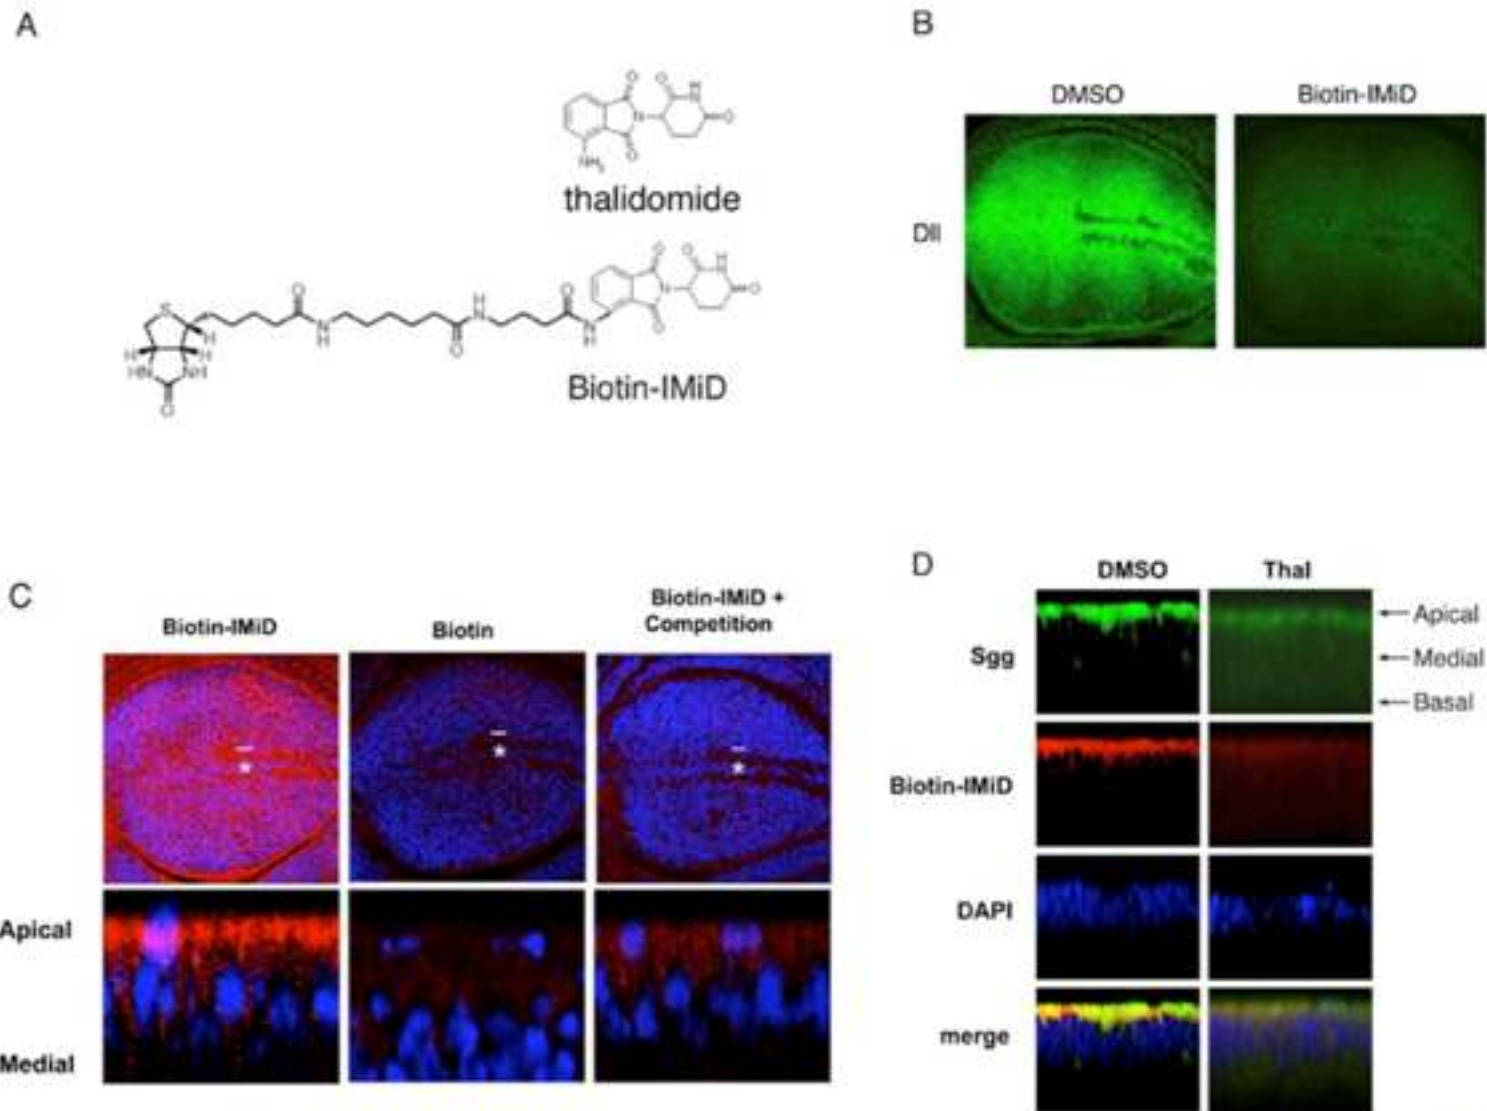 A
thalidomide
Biotin-IMiD
B
DMSO Biotin-IMiD
Dll
C
Biotin-IMiD
Biotin
Biotin-IMiD +
Competition
Apical
Medial
D
DMSO Thal
Sgg
Apical
Medial
Basal
Biotin-IMiD
DAPI
merge